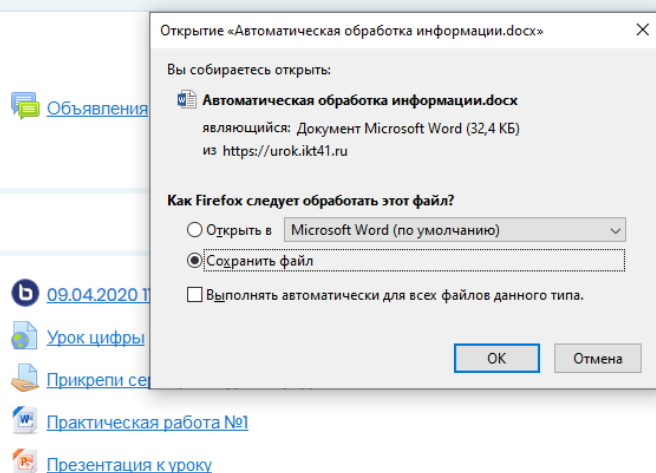 Открытие «Автоматическая обработка информации.docx»
Вы собираетесь открыть:
Автоматическая обработка информации.docx
являющийся: Документ Microsoft Word (32,4 КБ)
из https://urok.ikt41.ru
Как Firefox следует обработать этот файл?
Открыть в Microsoft Word (по умолчанию)
Сохранить файл
Выполнять автоматически для всех файлов данного типа.
ОК Отмена
Объявления
09.04.2020
Урок цифры
Прикрепи
Практическая работа №1
Презентация к уроку